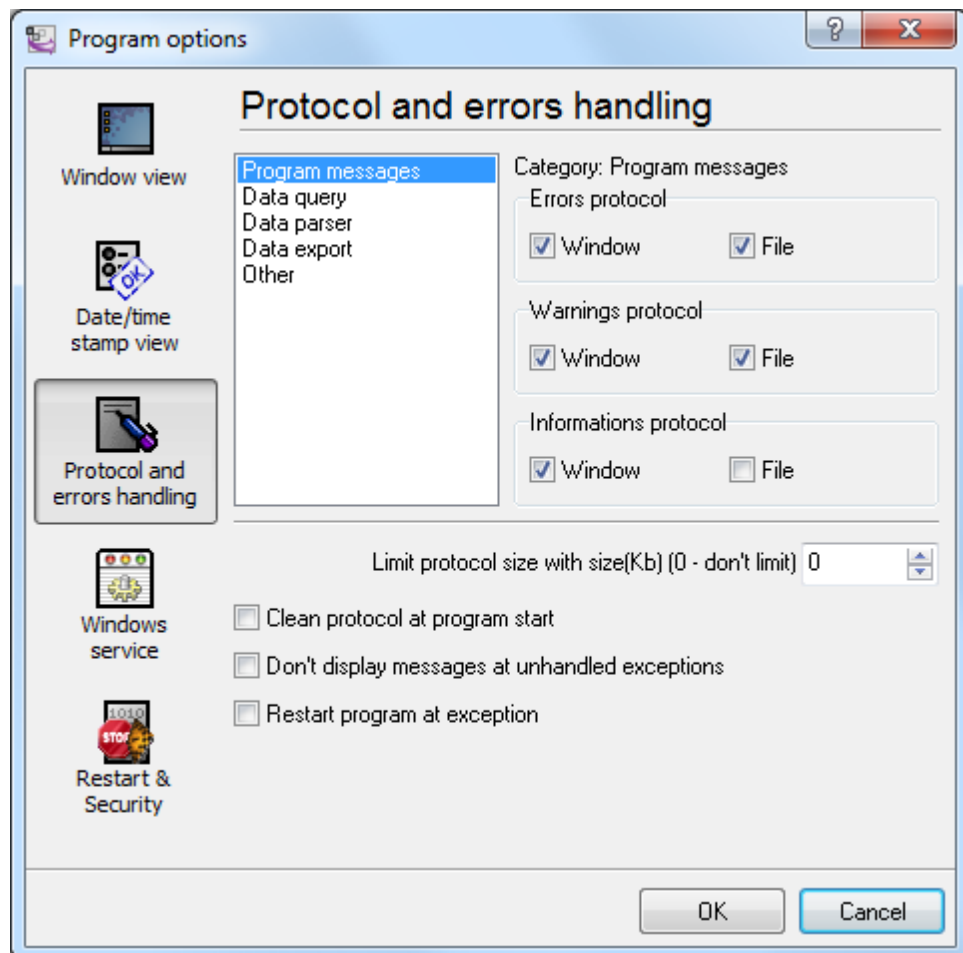 Program options
Protocol and errors handling
Window view
Date/time
stamp view
Protocol and
errors handling
Windows
service
Restart &
Security
Program messages
Data query
Data parser
Data export
Other
Category: Program messages
Errors protocol
Window File
Warnings protocol
Window File
Informations protocol
Window File
Limit protocol size with size(Kb) (0 - don't limit) 0
Clean protocol at program start
Don't display messages at unhandled exceptions
Restart program at exception
OK Cancel